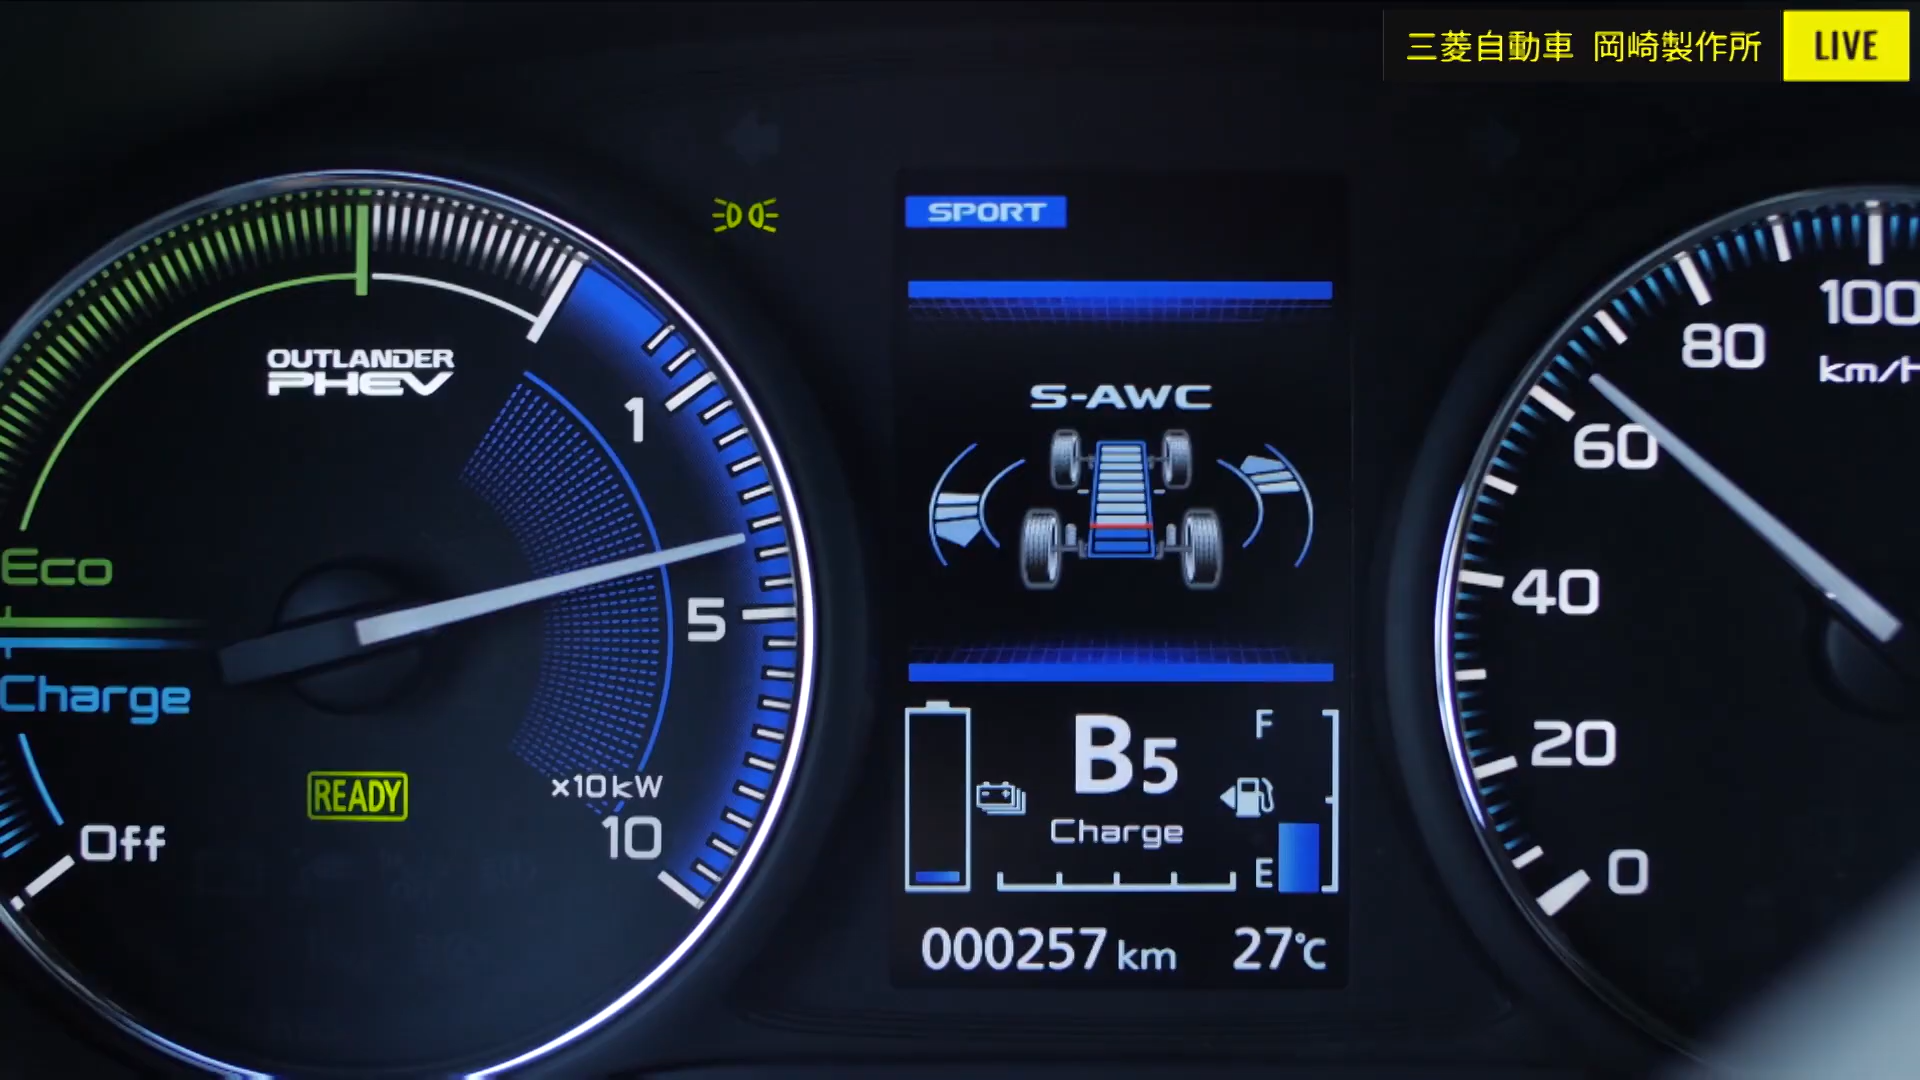 三菱自動車 岡崎製作所 LIVE
SPORT
OUTLANDER
PHEV
S-AWC
1
5
x10kW
10
Eco
Charge
Off
READY
B5
Charge
F
E
000257 km 27℃
100
km/h
80
60
40
20
0